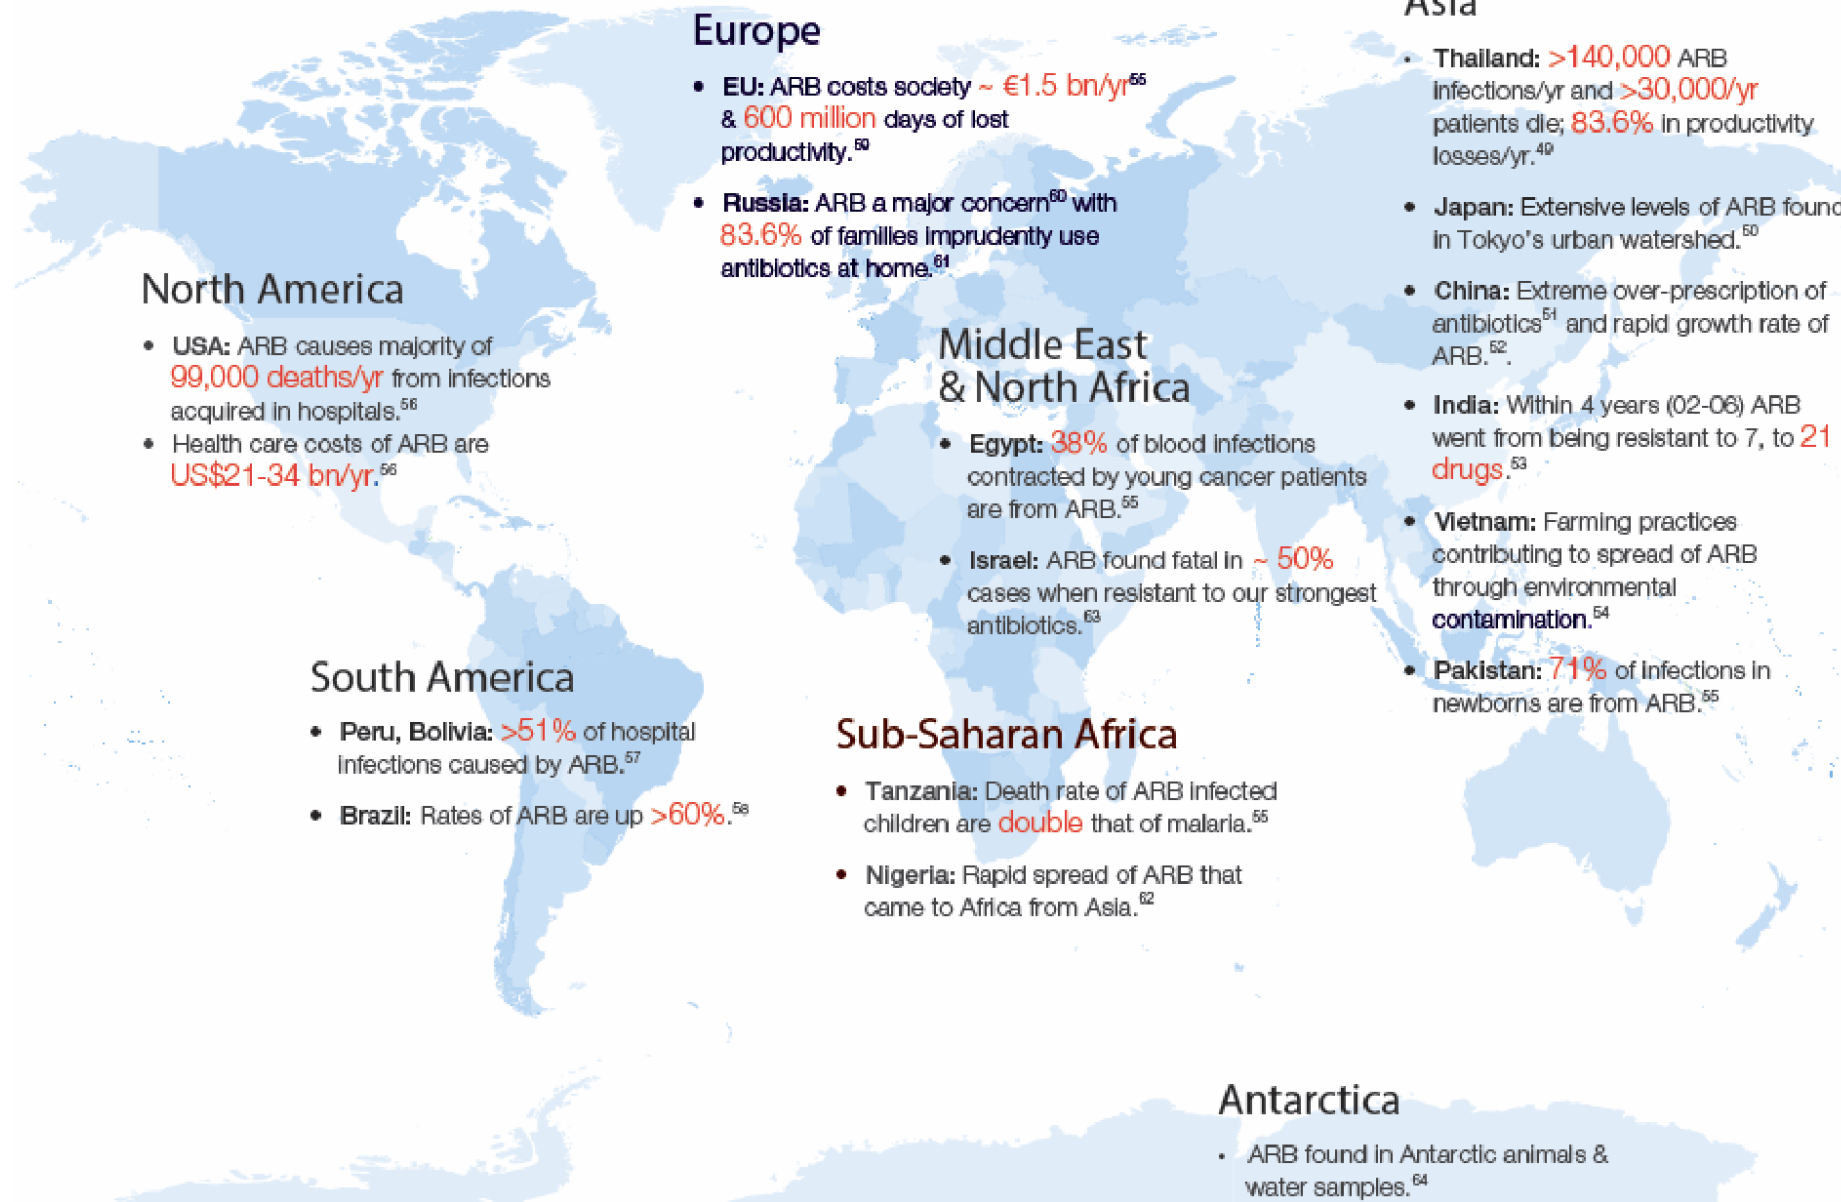 Europe
• EU: ARB costs society ~ €1.5 bn/yr55
& 600 million days of lost
productivity.59
• Russia: ARB a major concern60 with
83.6% of families imprudently use
antibiotics at home.61
Asia
• Thailand: >140,000 ARB
infections/yr and >30,000/yr
patients die; 83.6% in productivity
losses/yr.49
• Japan: Extensive levels of ARB found
in Tokyo's urban watershed.50
• China: Extreme over-prescription of
antibiotics51 and rapid growth rate of
ARB.52.
• India: Within 4 years (02-06) ARB
went from being resistant to 7, to 21
drugs.53
• Vietnam: Farming practices
contributing to spread of ARB
through environmental
contamination.54
• Pakistan: 71% of infections in
newborns are from ARB.55
North America
• USA: ARB causes majority of
99,000 deaths/yr from infections
acquired in hospitals.56
• Health care costs of ARB are
US$21-34 bn/yr.56
Middle East
& North Africa
• Egypt: 38% of blood infections
contracted by young cancer patients
are from ARB.55
• Israel: ARB found fatal in ~ 50%
cases when resistant to our strongest
antibiotics.63
South America
• Peru, Bolivia: >51% of hospital
infections caused by ARB.57
• Brazil: Rates of ARB are up >60%.58
Sub-Saharan Africa
• Tanzania: Death rate of ARB infected
children are double that of malaria.55
• Nigeria: Rapid spread of ARB that
came to Africa from Asia.62
Antarctica
• ARB found in Antarctic animals &
water samples.64